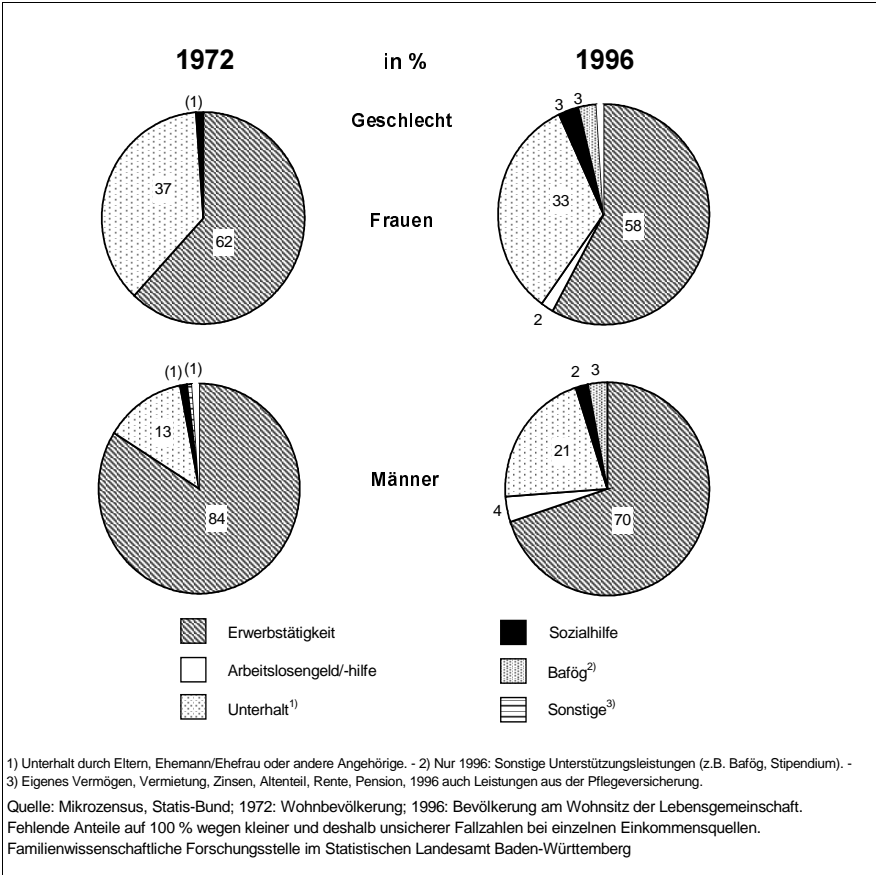 1972 in % 1996
Geschlecht
(1)
37
62
3 3
33
58
2
Frauen
(1) (1)
13
84
2 3
21
4
70
Männer
Erwerbstätigkeit
Arbeitslosengeld/-hilfe
Unterhalt1)
Sozialhilfe
Bafög2)
Sonstige3)
1) Unterhalt durch Eltern, Ehemann/Ehefrau oder andere Angehörige. - 2) Nur 1996: Sonstige Unterstützungsleistungen (z.B. Bafög, Stipendium). -
3) Eigenes Vermögen, Vermietung, Zinsen, Altenteil, Rente, Pension, 1996 auch Leistungen aus der Pflegeversicherung.
Quelle: Mikrozensus, Statis-Bund; 1972: Wohnbevölkerung; 1996: Bevölkerung am Wohnsitz der Lebensgemeinschaft.
Fehlende Anteile auf 100 % wegen kleiner und deshalb unsicherer Fallzahlen bei einzelnen Einkommensquellen.
Familienwissenschaftliche Forschungsstelle im Statistischen Landesamt Baden-Württemberg